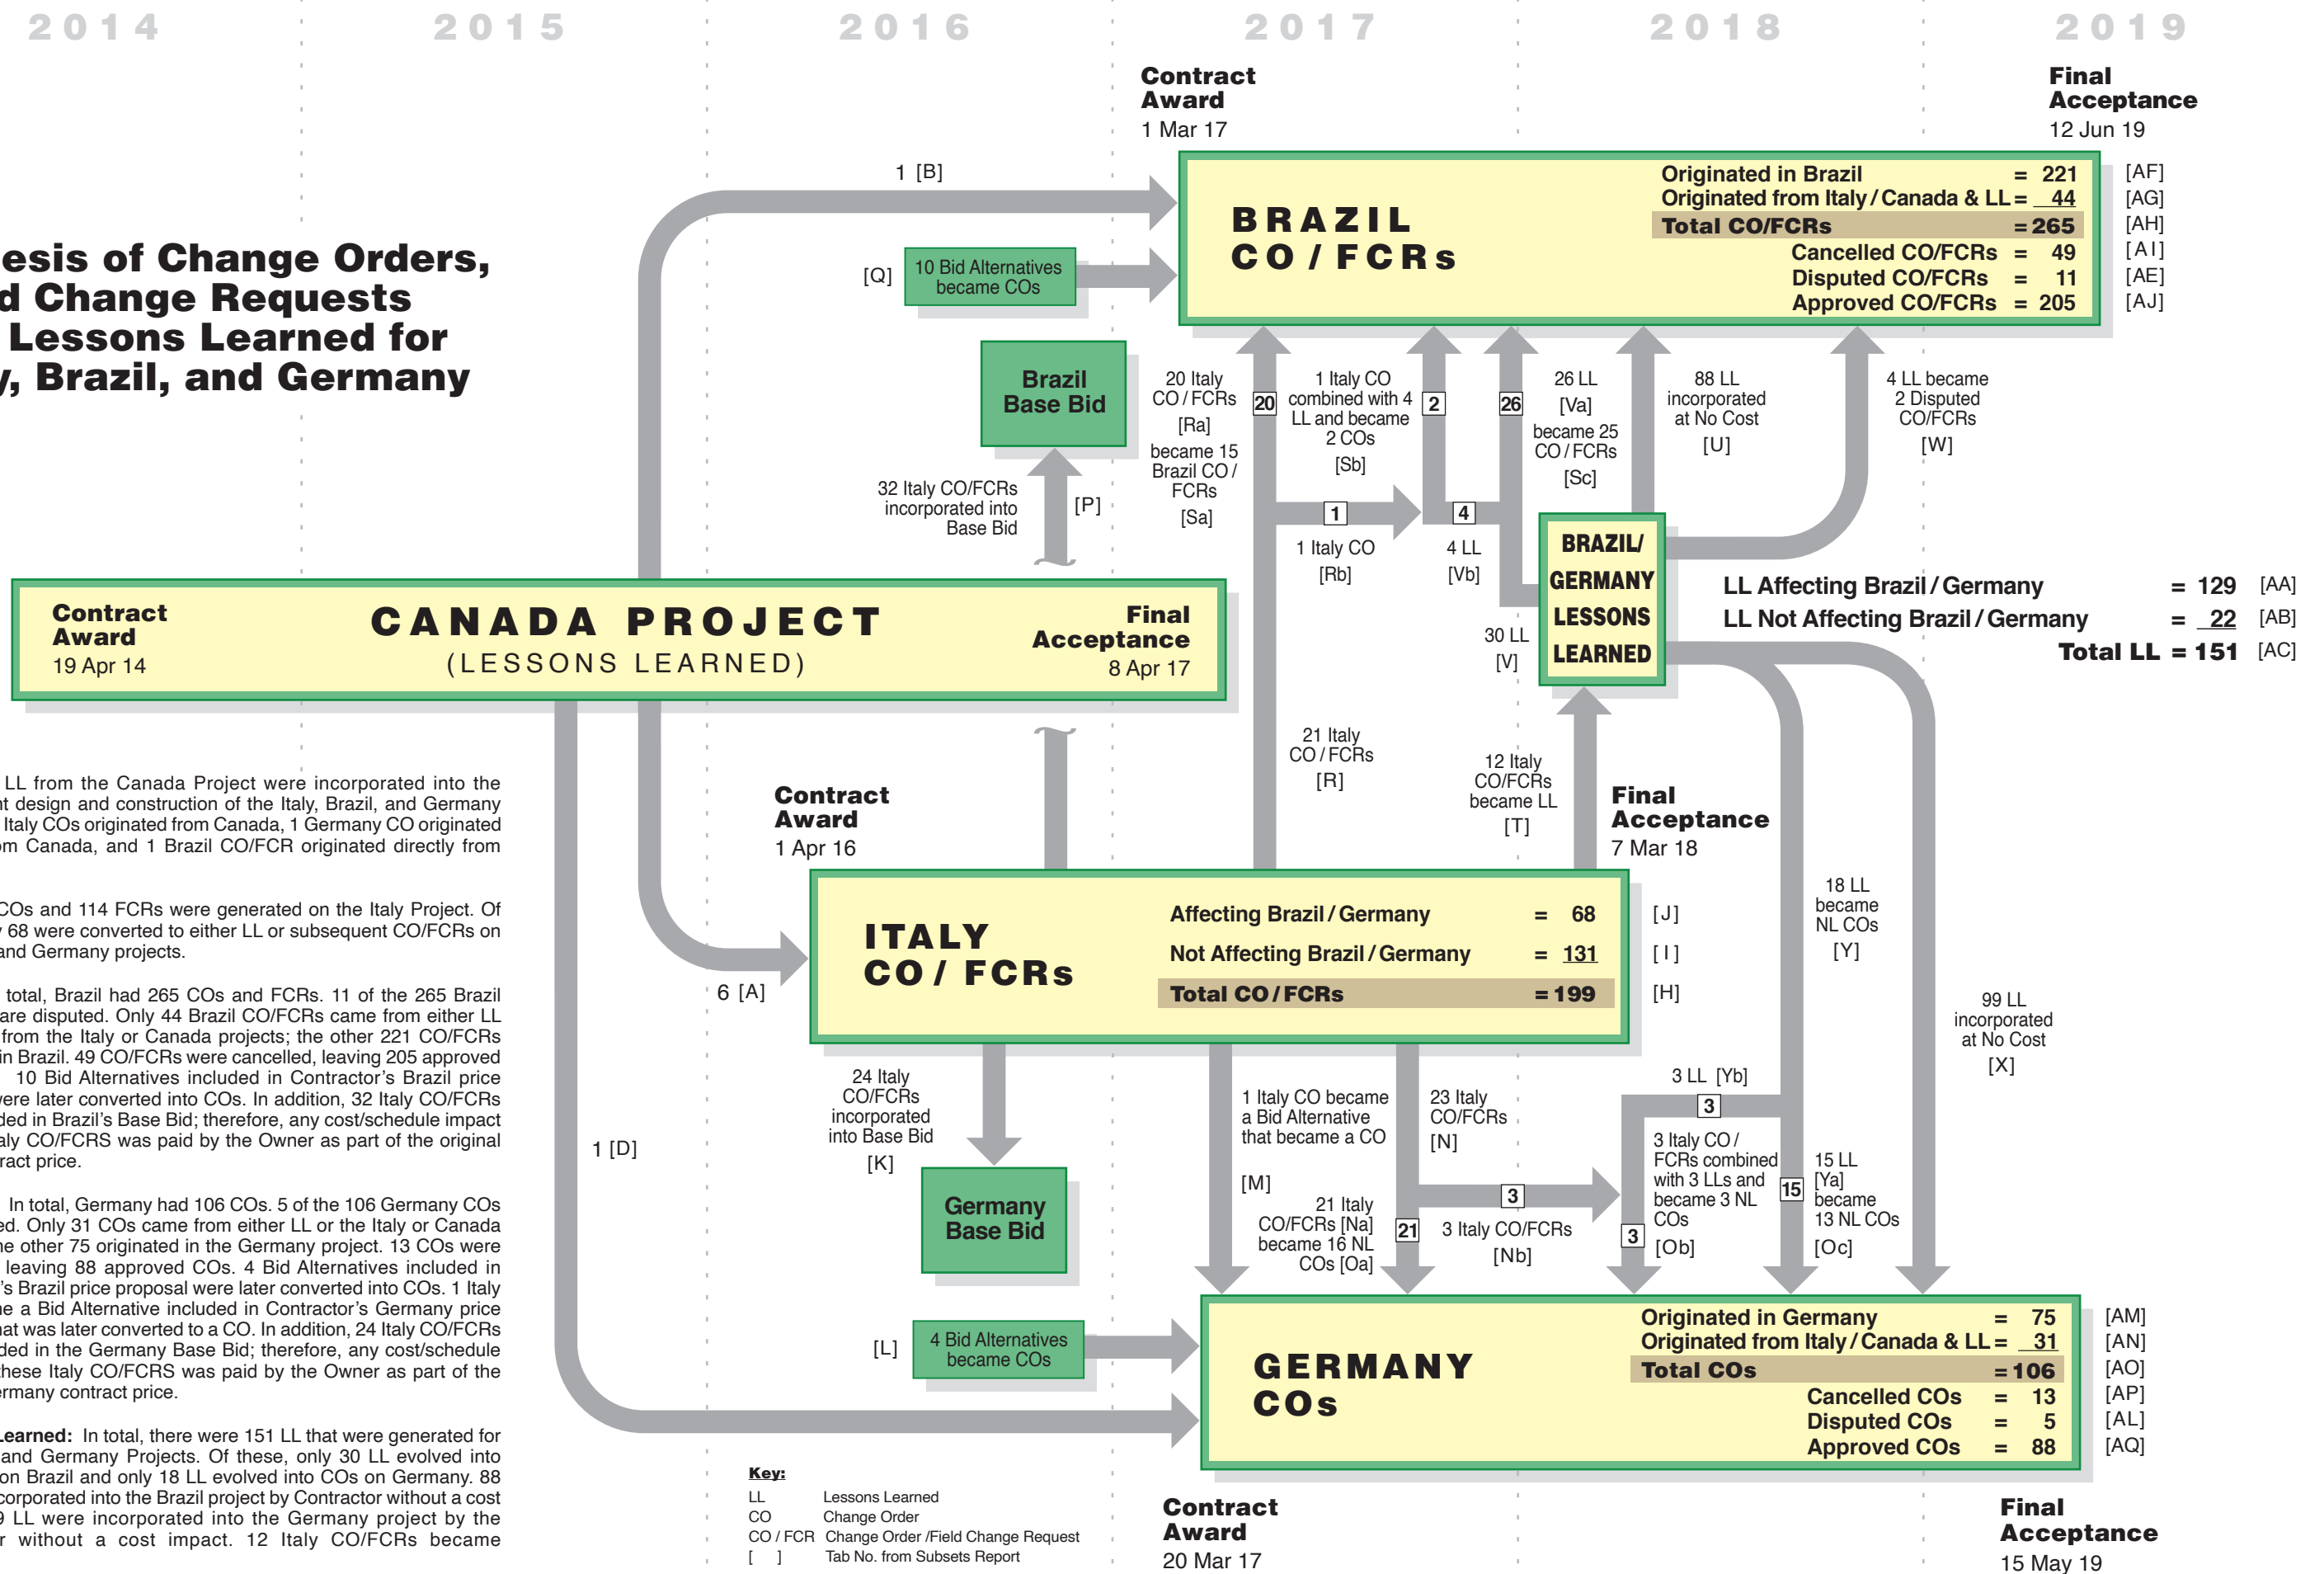 2014 2015 2016 2017 2018 2019
esis of Change Orders,
d Change Requests
Lessons Learned for
y, Brazil, and Germany
Contract
Award
1 Mar 17
Final
Acceptance
12 Jun 19
1 [B]
[Q]
10 Bid Alternatives
became COs
BRAZIL
CO / FCRs
Originated in Brazil = 221 [AF]
Originated from Italy / Canada & LL = 44 [AG]
Total CO/FCRs = 265 [AH]
Cancelled CO/FCRs = 49 [AI]
Disputed CO/FCRs = 11 [AE]
Approved CO/FCRs = 205 [AJ]
Brazil
Base Bid
32 Italy CO/FCRs
incorporated into
Base Bid
[P]
20 Italy
CO / FCRs
[Ra]
became 15
Brazil CO /
FCRs
[Sa]
20
1 Italy CO
combined with 4
LL and became
2 COs
[Sb]
2
26
26 LL
[Va]
became 25
CO / FCRs
[Sc]
88 LL
incorporated
at No Cost
[U]
4 LL became
2 Disputed
CO/FCRs
[W]
1
1 Italy CO
[Rb]
4
4 LL
[Vb]
30 LL
[V]
BRAZIL/
GERMANY
LESSONS
LEARNED
LL Affecting Brazil / Germany = 129 [AA]
LL Not Affecting Brazil / Germany = 22 [AB]
Total LL = 151 [AC]
Contract
Award
19 Apr 14
CANADA PROJECT
(LESSONS LEARNED)
Final
Acceptance
8 Apr 17
21 Italy
CO / FCRs
[R]
12 Italy
CO/FCRs
became LL
[T]
LL from the Canada Project were incorporated into the
nt design and construction of the Italy, Brazil, and Germany
Italy COs originated from Canada, 1 Germany CO originated
om Canada, and 1 Brazil CO/FCR originated directly from
COs and 114 FCRs were generated on the Italy Project. Of
y 68 were converted to either LL or subsequent CO/FCRs on
and Germany projects.
total, Brazil had 265 COs and FCRs. 11 of the 265 Brazil
are disputed. Only 44 Brazil CO/FCRs came from either LL
from the Italy or Canada projects; the other 221 CO/FCRs
in Brazil. 49 CO/FCRs were cancelled, leaving 205 approved
10 Bid Alternatives included in Contractor's Brazil price
were later converted into COs. In addition, 32 Italy CO/FCRs
ded in Brazil's Base Bid; therefore, any cost/schedule impact
aly CO/FCRS was paid by the Owner as part of the original
ract price.
In total, Germany had 106 COs. 5 of the 106 Germany COs
ed. Only 31 COs came from either LL or the Italy or Canada
he other 75 originated in the Germany project. 13 COs were
leaving 88 approved COs. 4 Bid Alternatives included in
's Brazil price proposal were later converted into COs. 1 Italy
ne a Bid Alternative included in Contractor's Germany price
hat was later converted to a CO. In addition, 24 Italy CO/FCRs
ded in the Germany Base Bid; therefore, any cost/schedule
these Italy CO/FCRS was paid by the Owner as part of the
ermany contract price.
Learned: In total, there were 151 LL that were generated for
and Germany Projects. Of these, only 30 LL evolved into
on Brazil and only 18 LL evolved into COs on Germany. 88
corporated into the Brazil project by Contractor without a cost
9 LL were incorporated into the Germany project by the
r without a cost impact. 12 Italy CO/FCRs became
Contract
Award
1 Apr 16
Final
Acceptance
7 Mar 18
6 [A]
ITALY
CO / FCRs
Affecting Brazil / Germany = 68 [J]
Not Affecting Brazil / Germany = 131 [I]
Total CO / FCRs = 199 [H]
18 LL
became
NL COs
[Y]
99 LL
incorporated
at No Cost
[X]
1 [D]
24 Italy
CO/FCRs
incorporated
into Base Bid
[K]
Germany
Base Bid
1 Italy CO became
a Bid Alternative
that became a CO
[M]
23 Italy
CO/FCRs
[N]
21 Italy
CO/FCRs [Na]
became 16 NL
COs [Oa]
21
3
3 Italy CO/FCRs
[Nb]
3 LL [Yb]
3
3 Italy CO /
FCRs combined
with 3 LLs and
became 3 NL
COs
[Ob]
3
15
15 LL
[Ya]
became
13 NL COs
[Oc]
[L]
4 Bid Alternatives
became COs
GERMANY
COs
Originated in Germany = 75 [AM]
Originated from Italy / Canada & LL = 31 [AN]
Total COs = 106 [AO]
Cancelled COs = 13 [AP]
Disputed COs = 5 [AL]
Approved COs = 88 [AQ]
Key:
LL Lessons Learned
CO Change Order
CO / FCR Change Order /Field Change Request
[ ] Tab No. from Subsets Report
Contract
Award
20 Mar 17
Final
Acceptance
15 May 19